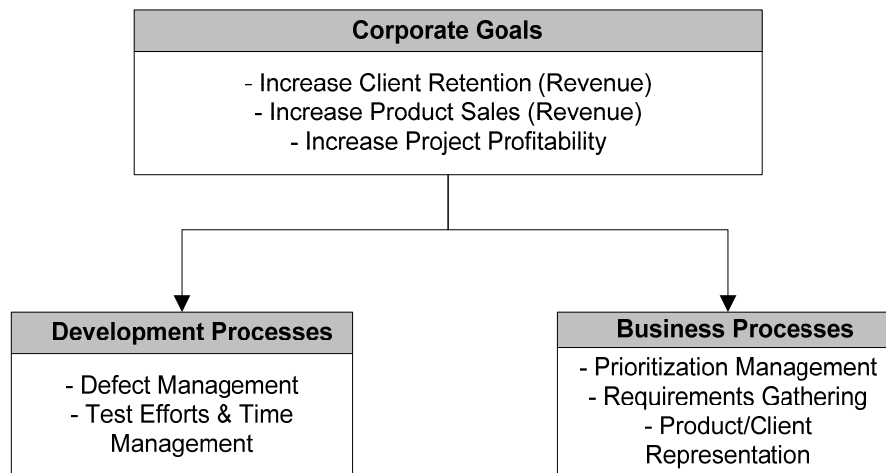 Corporate Goals
- Increase Client Retention (Revenue)
- Increase Product Sales (Revenue)
- Increase Project Profitability
Development Processes
- Defect Management
- Test Efforts & Time
Management
Business Processes
- Prioritization Management
- Requirements Gathering
- Product/Client
Representation